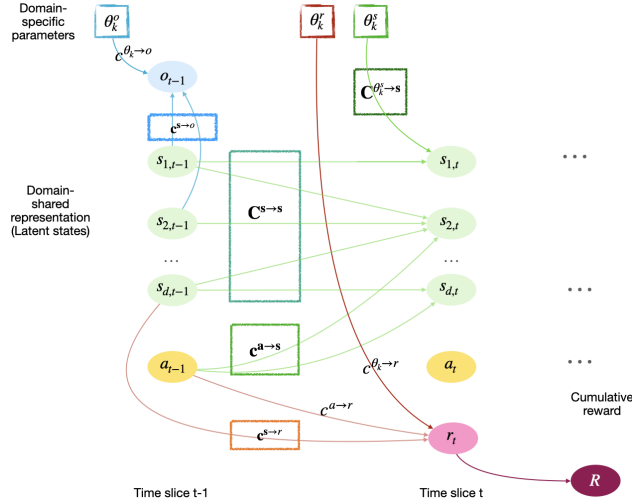 Domain-
specific
parameters
θ_k^o
θ_k^r
θ_k^s
c^{θ_k→o}
o_{t−1}
C^{θ_k^s→s}
c^{s→o}
s_{1,t−1}
s_{1,t}
...
Domain-
shared
representation
(Latent states)
C^{s→s}
s_{2,t−1}
s_{2,t}
...
...
s_{d,t−1}
s_{d,t}
...
c^{a→s}
a_{t−1}
c^{θ_k→r}
a_t
...
Cumulative
reward
c^{a→r}
c^{s→r}
r_t
R
Time slice t-1
Time slice t